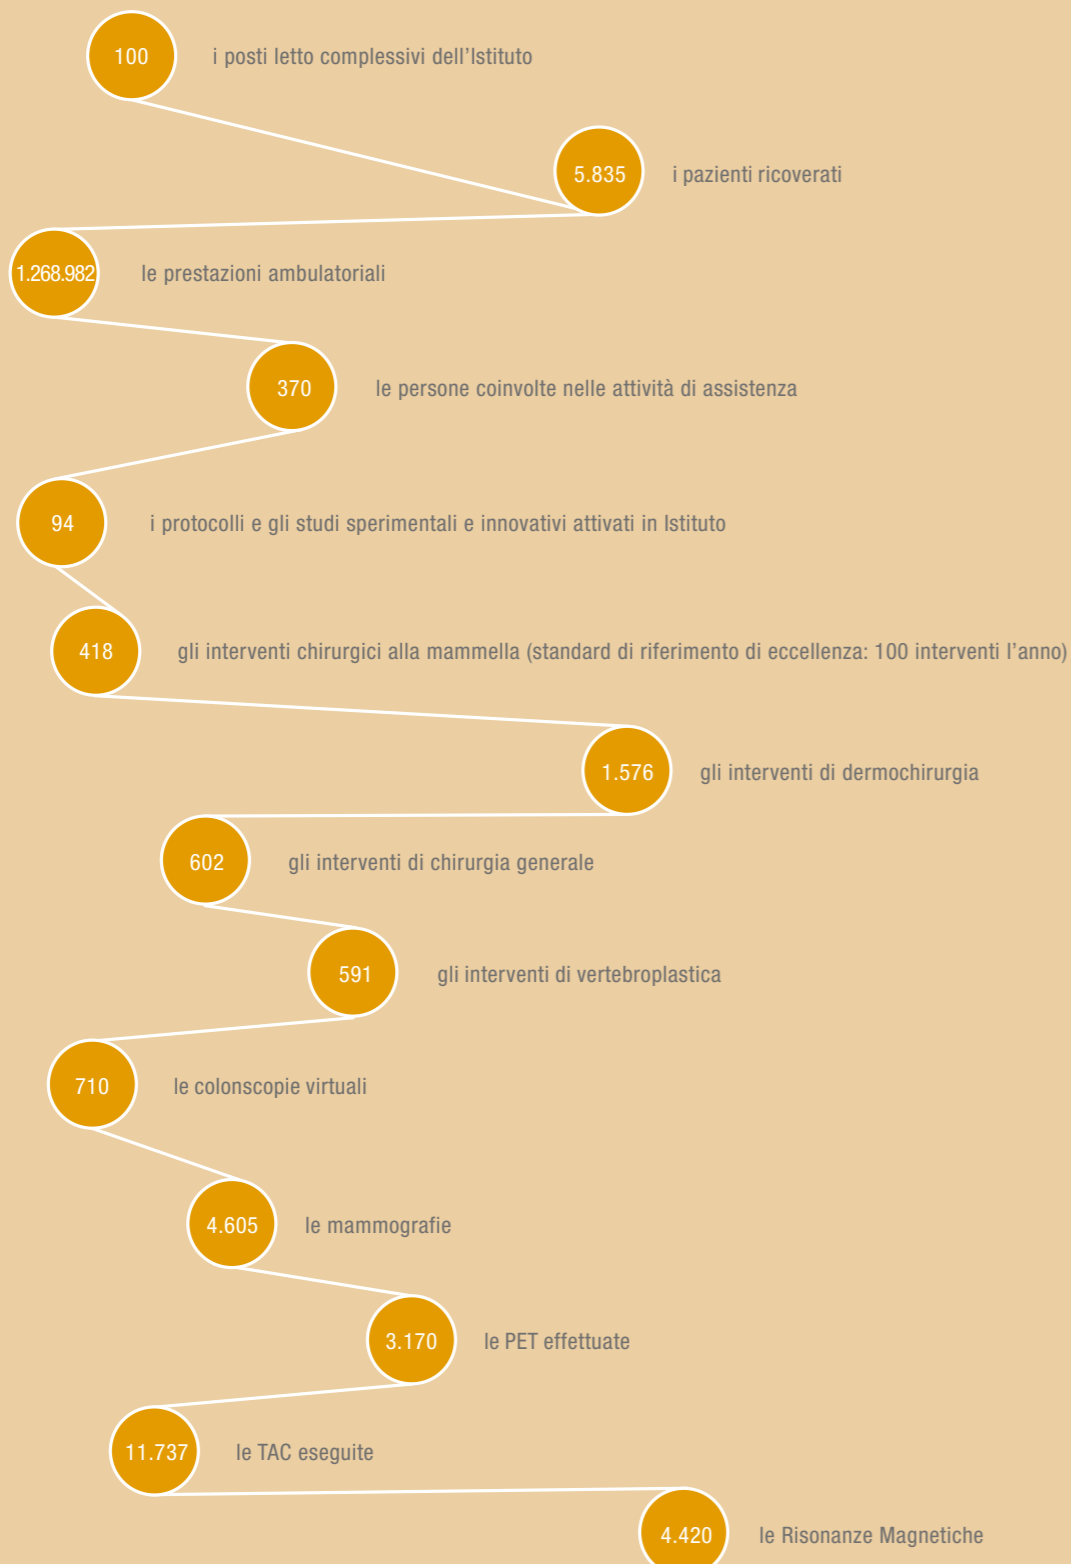 100 i posti letto complessivi dell'Istituto
5.835 i pazienti ricoverati
1.268.982 le prestazioni ambulatoriali
370 le persone coinvolte nelle attività di assistenza
94 i protocolli e gli studi sperimentali e innovativi attivati in Istituto
418 gli interventi chirurgici alla mammella (standard di riferimento di eccellenza: 100 interventi l'anno)
1.576 gli interventi di dermochirurgia
602 gli interventi di chirurgia generale
591 gli interventi di vertebroplastica
710 le colonscopie virtuali
4.605 le mammografie
3.170 le PET effettuate
11.737 le TAC eseguite
4.420 le Risonanze Magnetiche